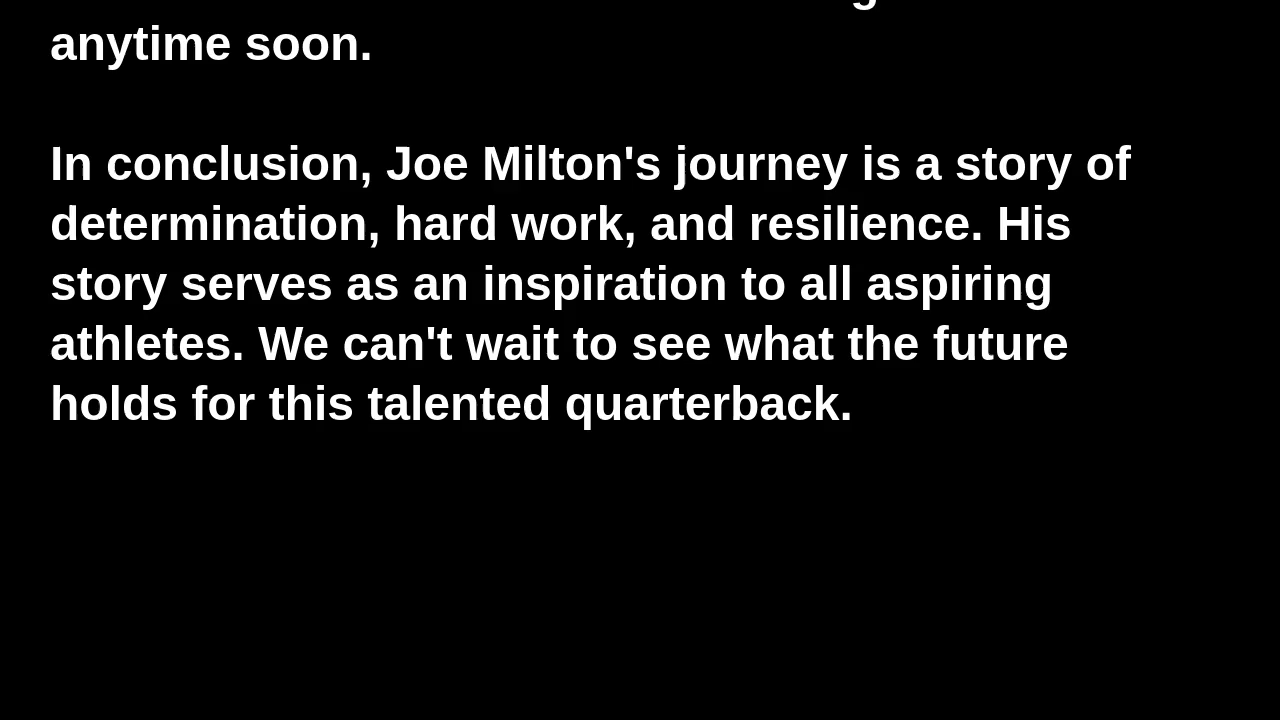 anytime soon.
In conclusion, Joe Milton's journey is a story of
determination, hard work, and resilience. His
story serves as an inspiration to all aspiring
athletes. We can't wait to see what the future
holds for this talented quarterback.